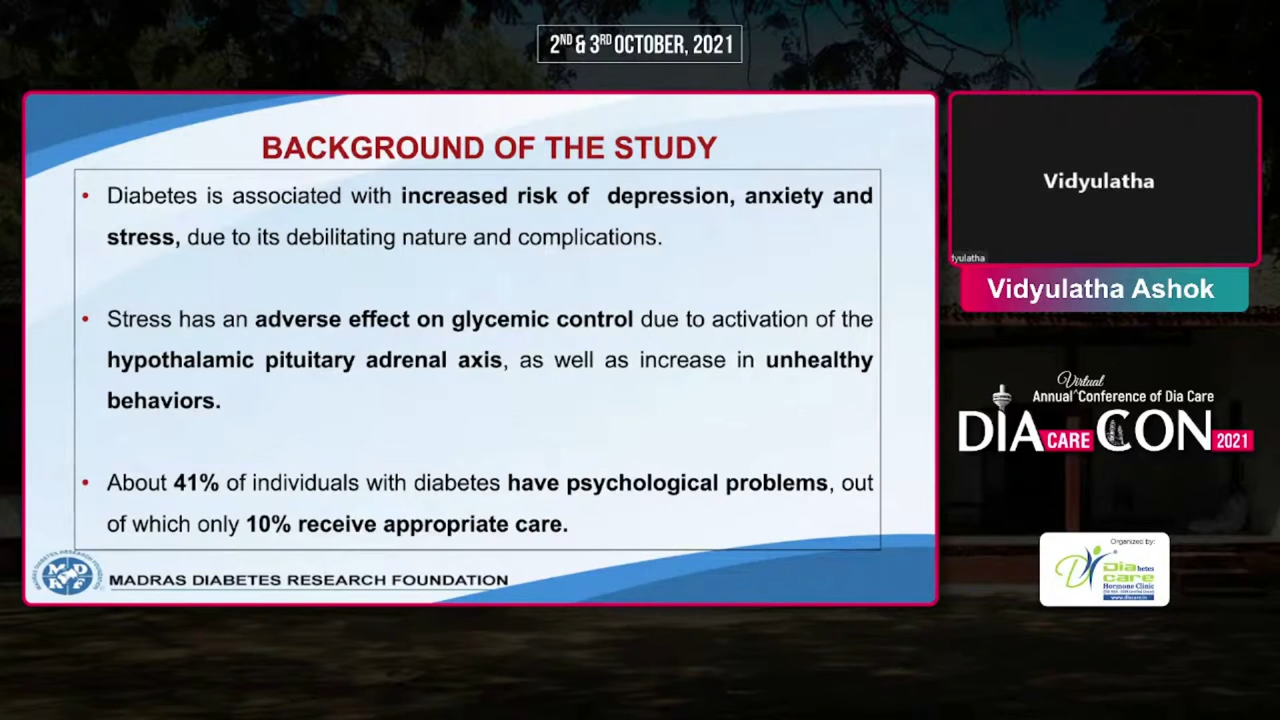 2ND & 3RD OCTOBER, 2021
BACKGROUND OF THE STUDY
• Diabetes is associated with increased risk of depression, anxiety and
stress, due to its debilitating nature and complications.
• Stress has an adverse effect on glycemic control due to activation of the
hypothalamic pituitary adrenal axis, as well as increase in unhealthy
behaviors.
• About 41% of individuals with diabetes have psychological problems, out
of which only 10% receive appropriate care.
MADRAS DIABETES RESEARCH FOUNDATION
Vidyulatha
dyulatha
Vidyulatha Ashok
Virtual
Annual Conference of Dia Care
DIA CARE CON 2021
Organized by:
Diabetes
care
Hormone Clinic